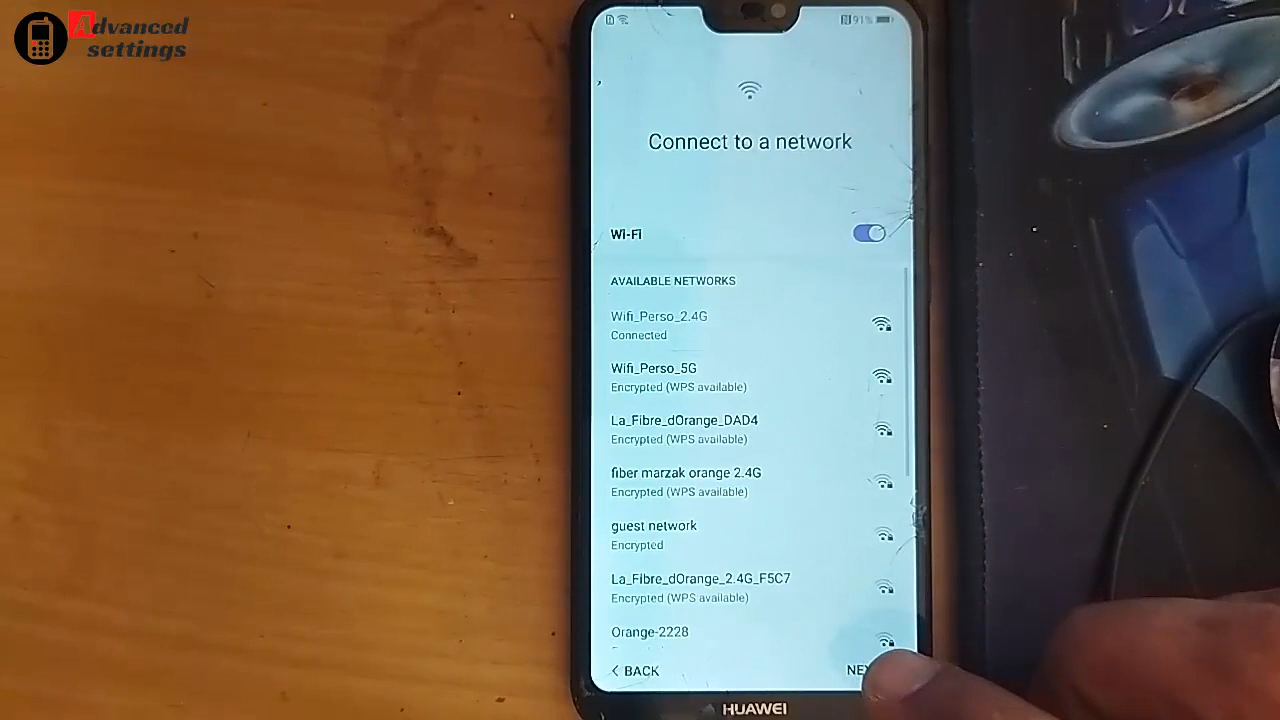 Advanced
settings
91%
Connect to a network
Wi-Fi
AVAILABLE NETWORKS
Wifi_Perso_2.4G
Connected
Wifi_Perso_5G
Encrypted (WPS available)
La_Fibre_dOrange_DAD4
Encrypted (WPS available)
fiber marzak orange 2.4G
Encrypted (WPS available)
guest network
Encrypted
La_Fibre_dOrange_2.4G_F5C7
Encrypted (WPS available)
Orange-2228
BACK
HUAWEI